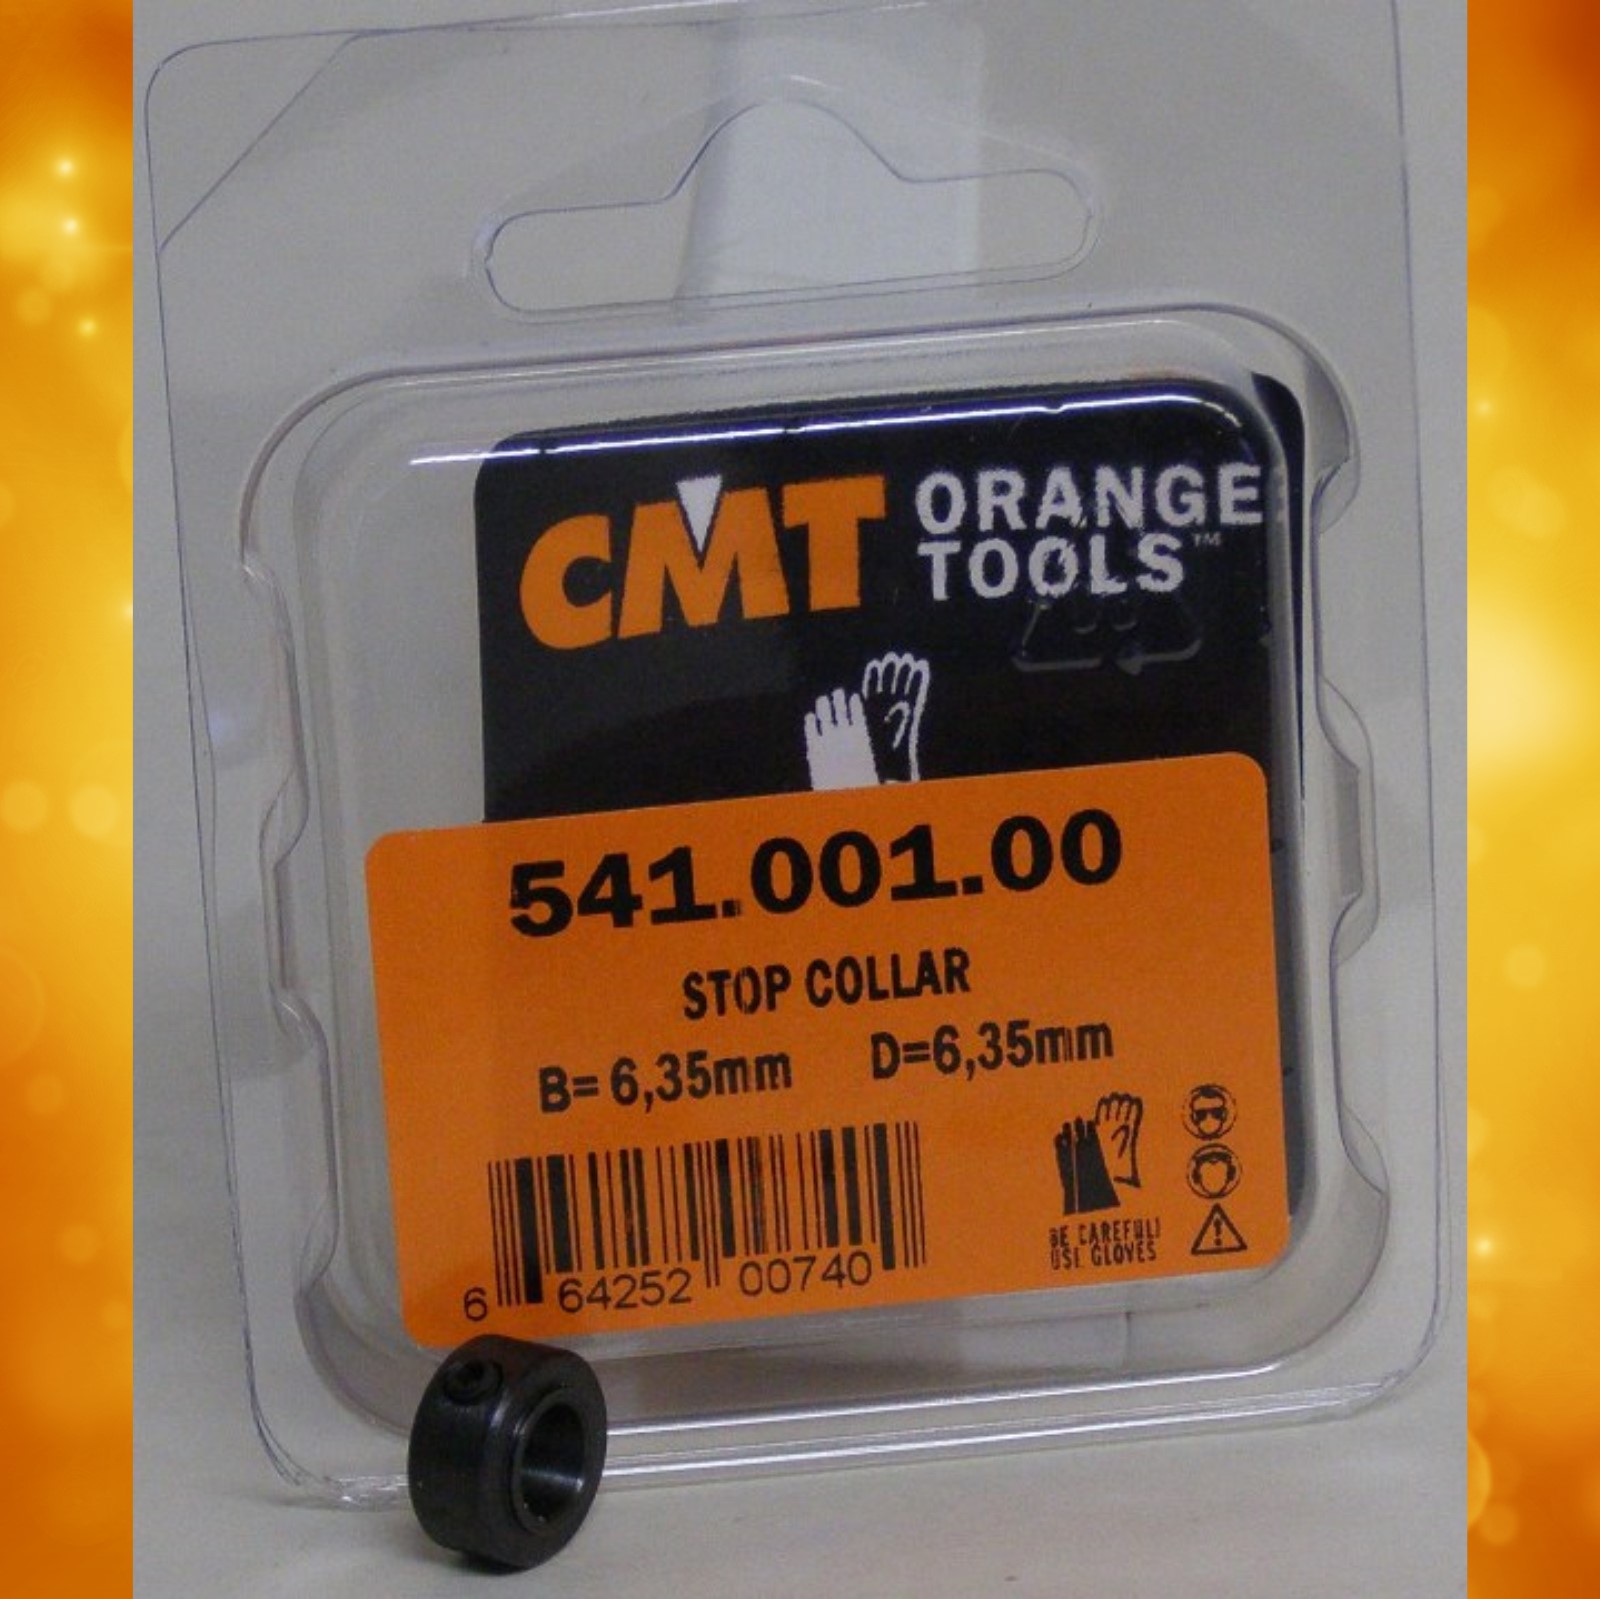 CMT ORANGE
TOOLS™
541.001.00
STOP COLLAR
B= 6,35mm D=6,35mm
6 64252 00740
BE CAREFUL!
USE GLOVES